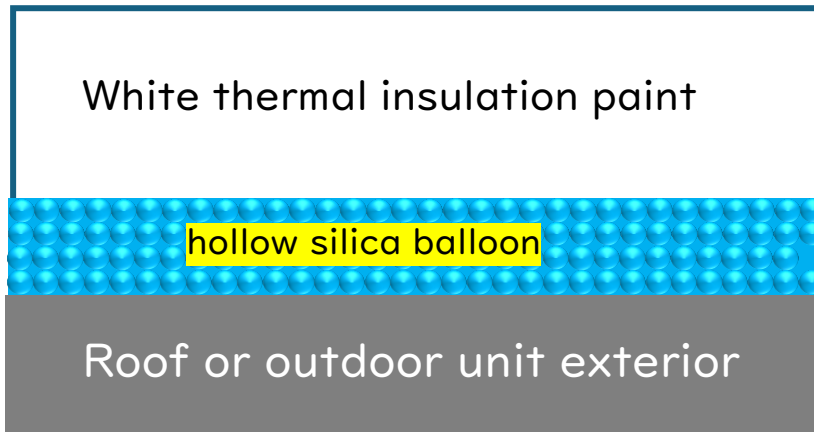 White thermal insulation paint
hollow silica balloon
Roof or outdoor unit exterior